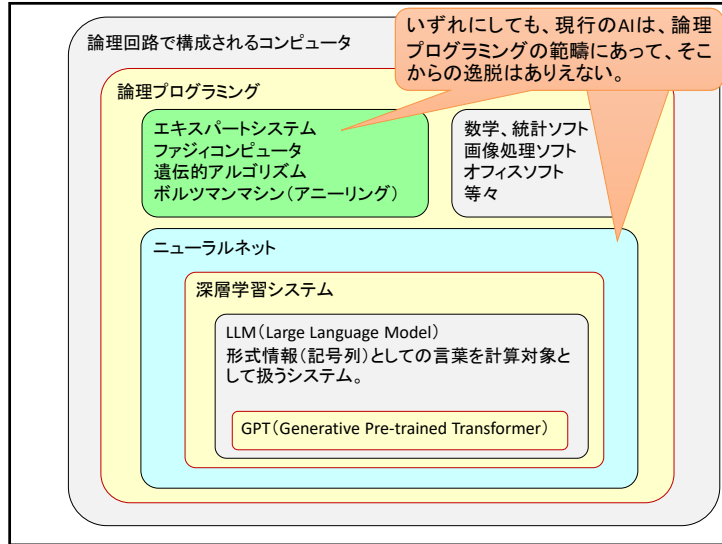 論理回路で構成されるコンピュータ
いずれにしても、現行のAIは、論理
プログラミングの範疇にあって、そこ
からの逸脱はありえない。
論理プログラミング
エキスパートシステム
ファジィコンピュータ
遺伝的アルゴリズム
ボルツマンマシン(アニーリング)
数学、統計ソフト
画像処理ソフト
オフィスソフト
等々
ニューラルネット
深層学習システム
LLM(Large Language Model)
形式情報(記号列)としての言葉を計算対象と
して扱うシステム。
GPT(Generative Pre-trained Transformer)